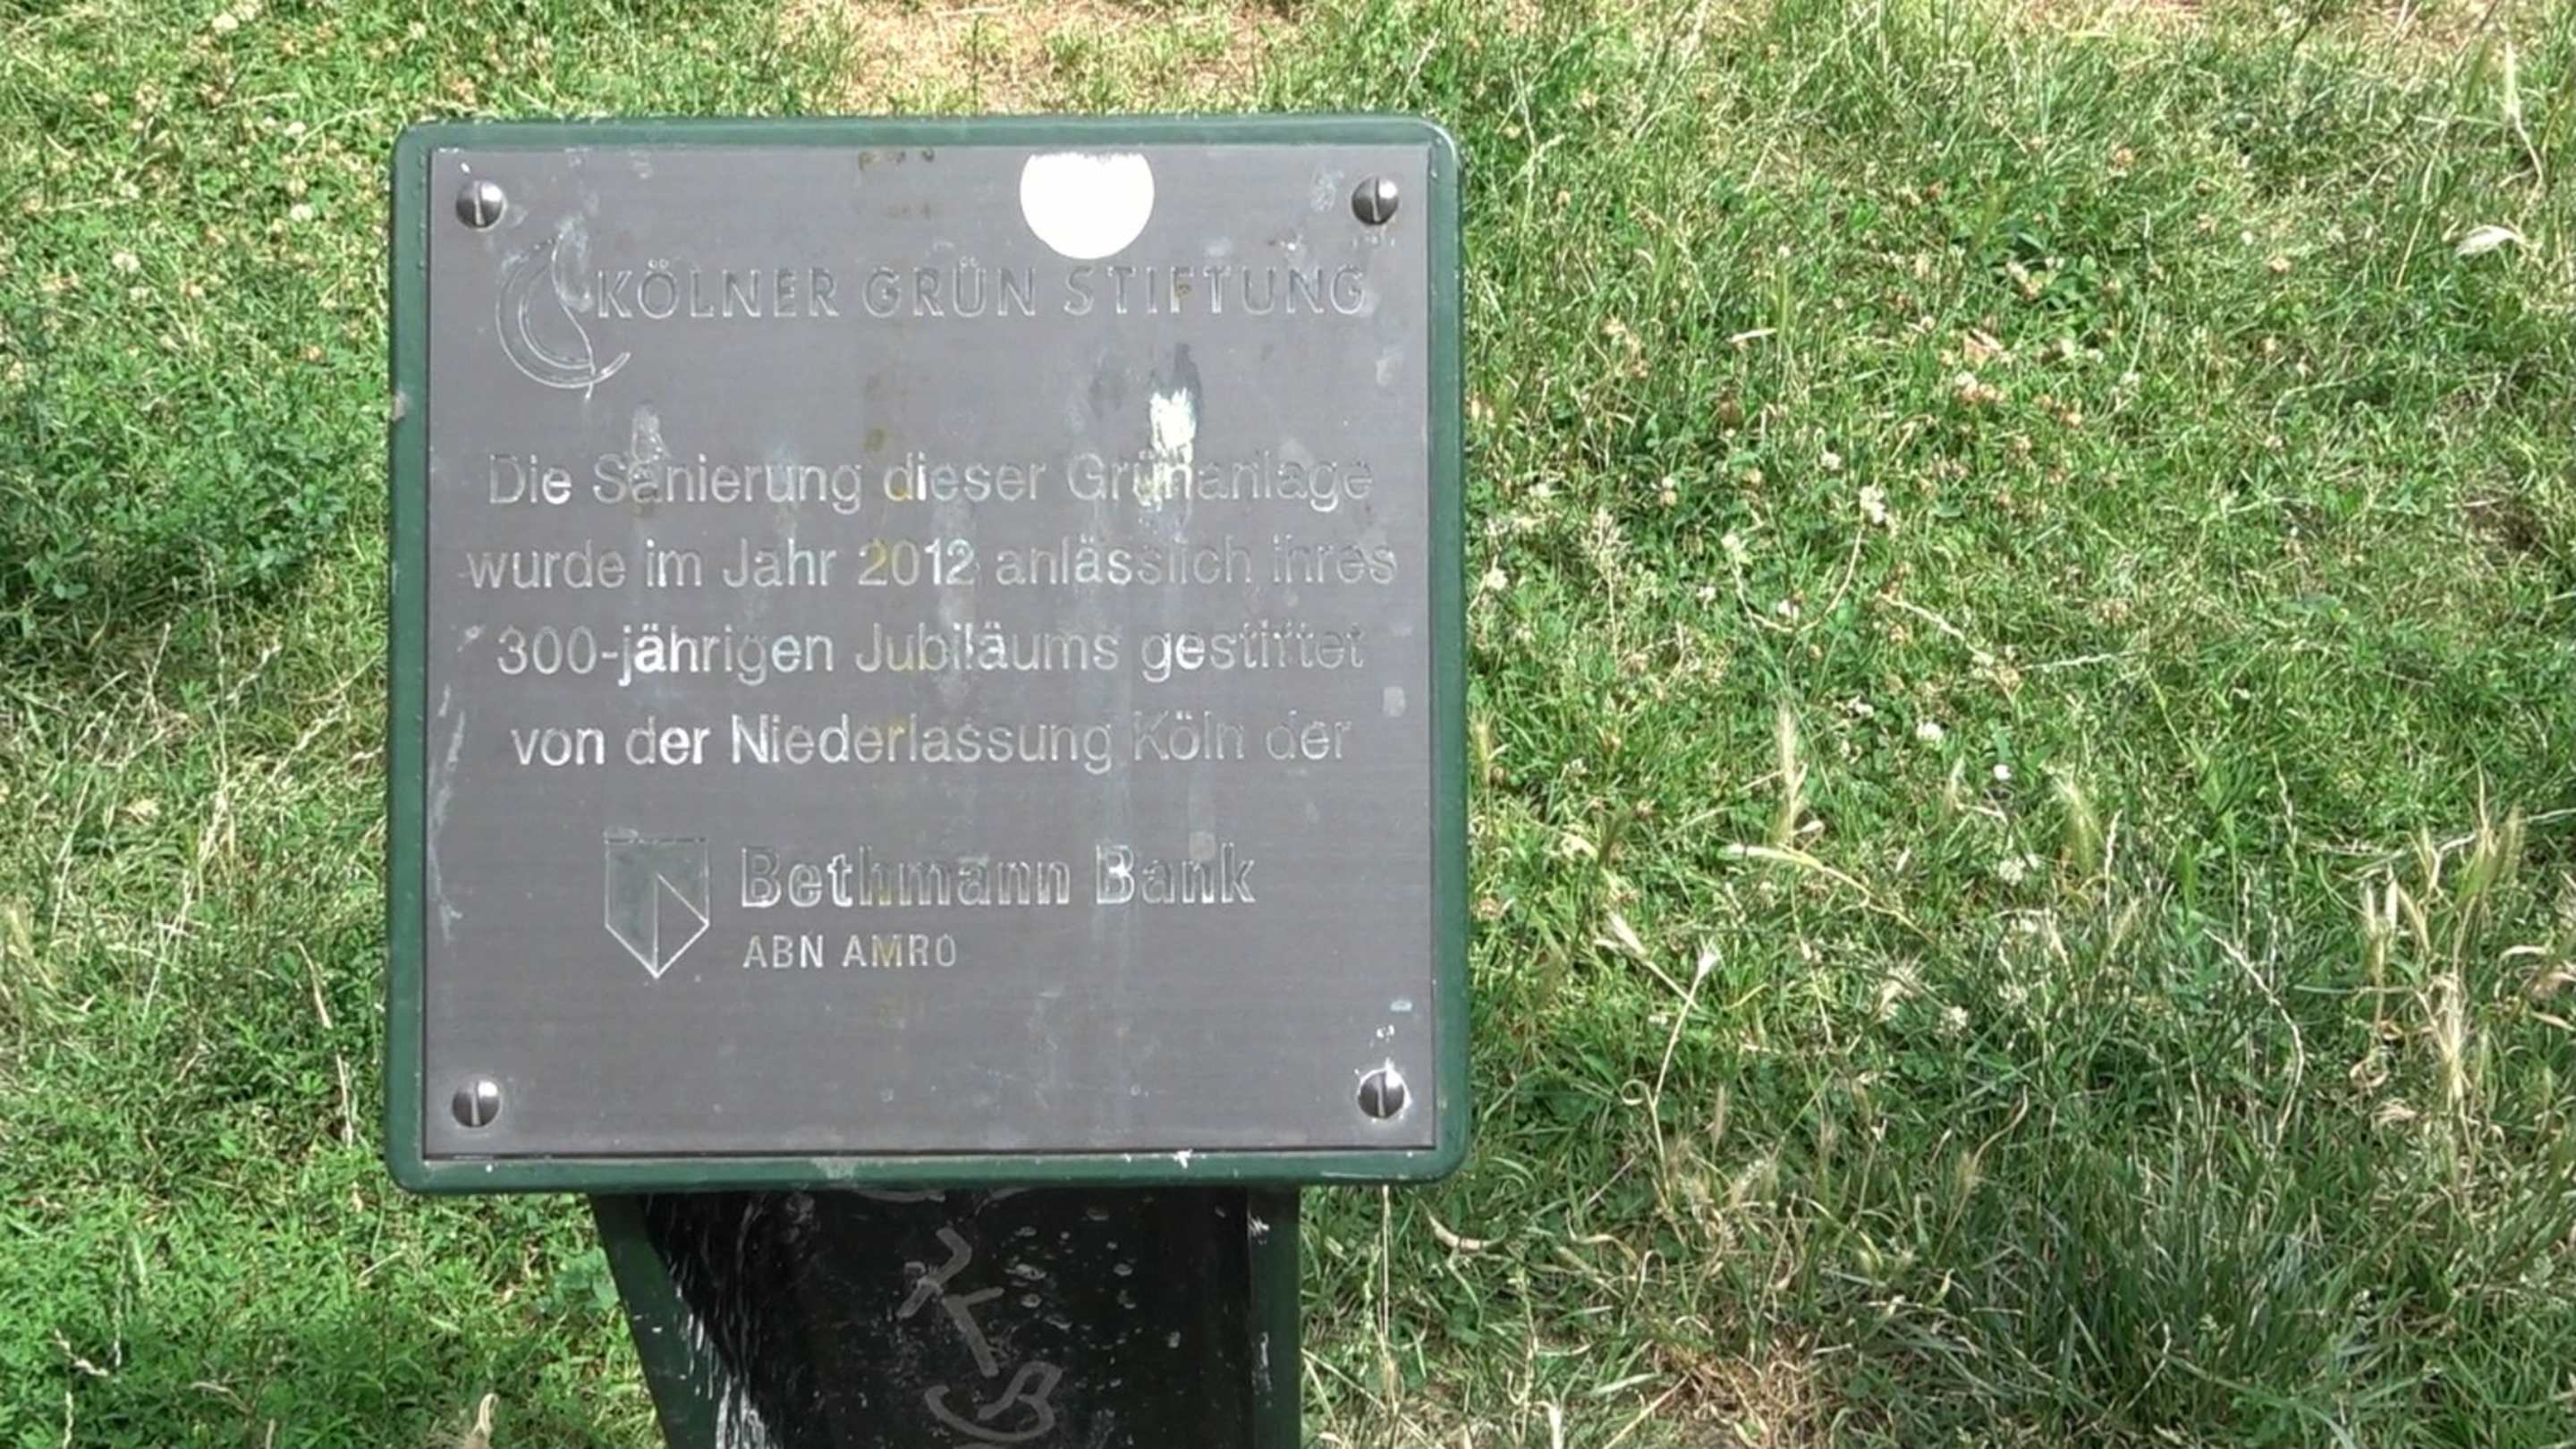 KÖLNER GRÜN STIFTUNG
Die Sanierung dieser Grünanlage
wurde im Jahr 2012 anlässlich ihres
300-jährigen Jubiläums gestiftet
von der Niederlassung Köln der
Bethmann Bank
ABN AMRO